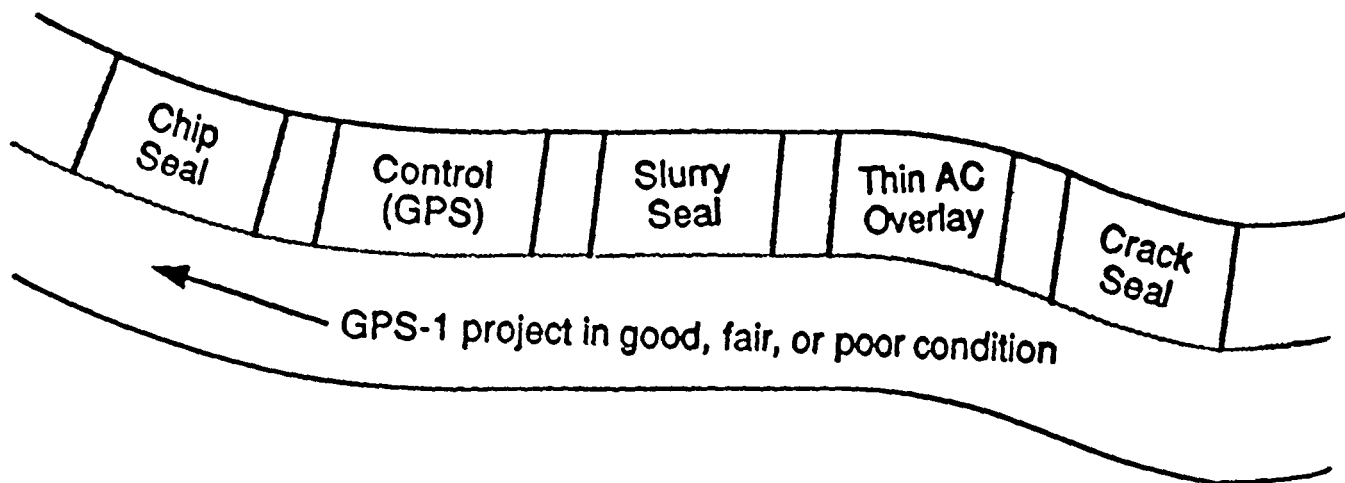 Chip
Seal
Control
(GPS)
Slurry
Seal
Thin AC
Overlay
Crack
Seal
GPS-1 project in good, fair, or poor condition